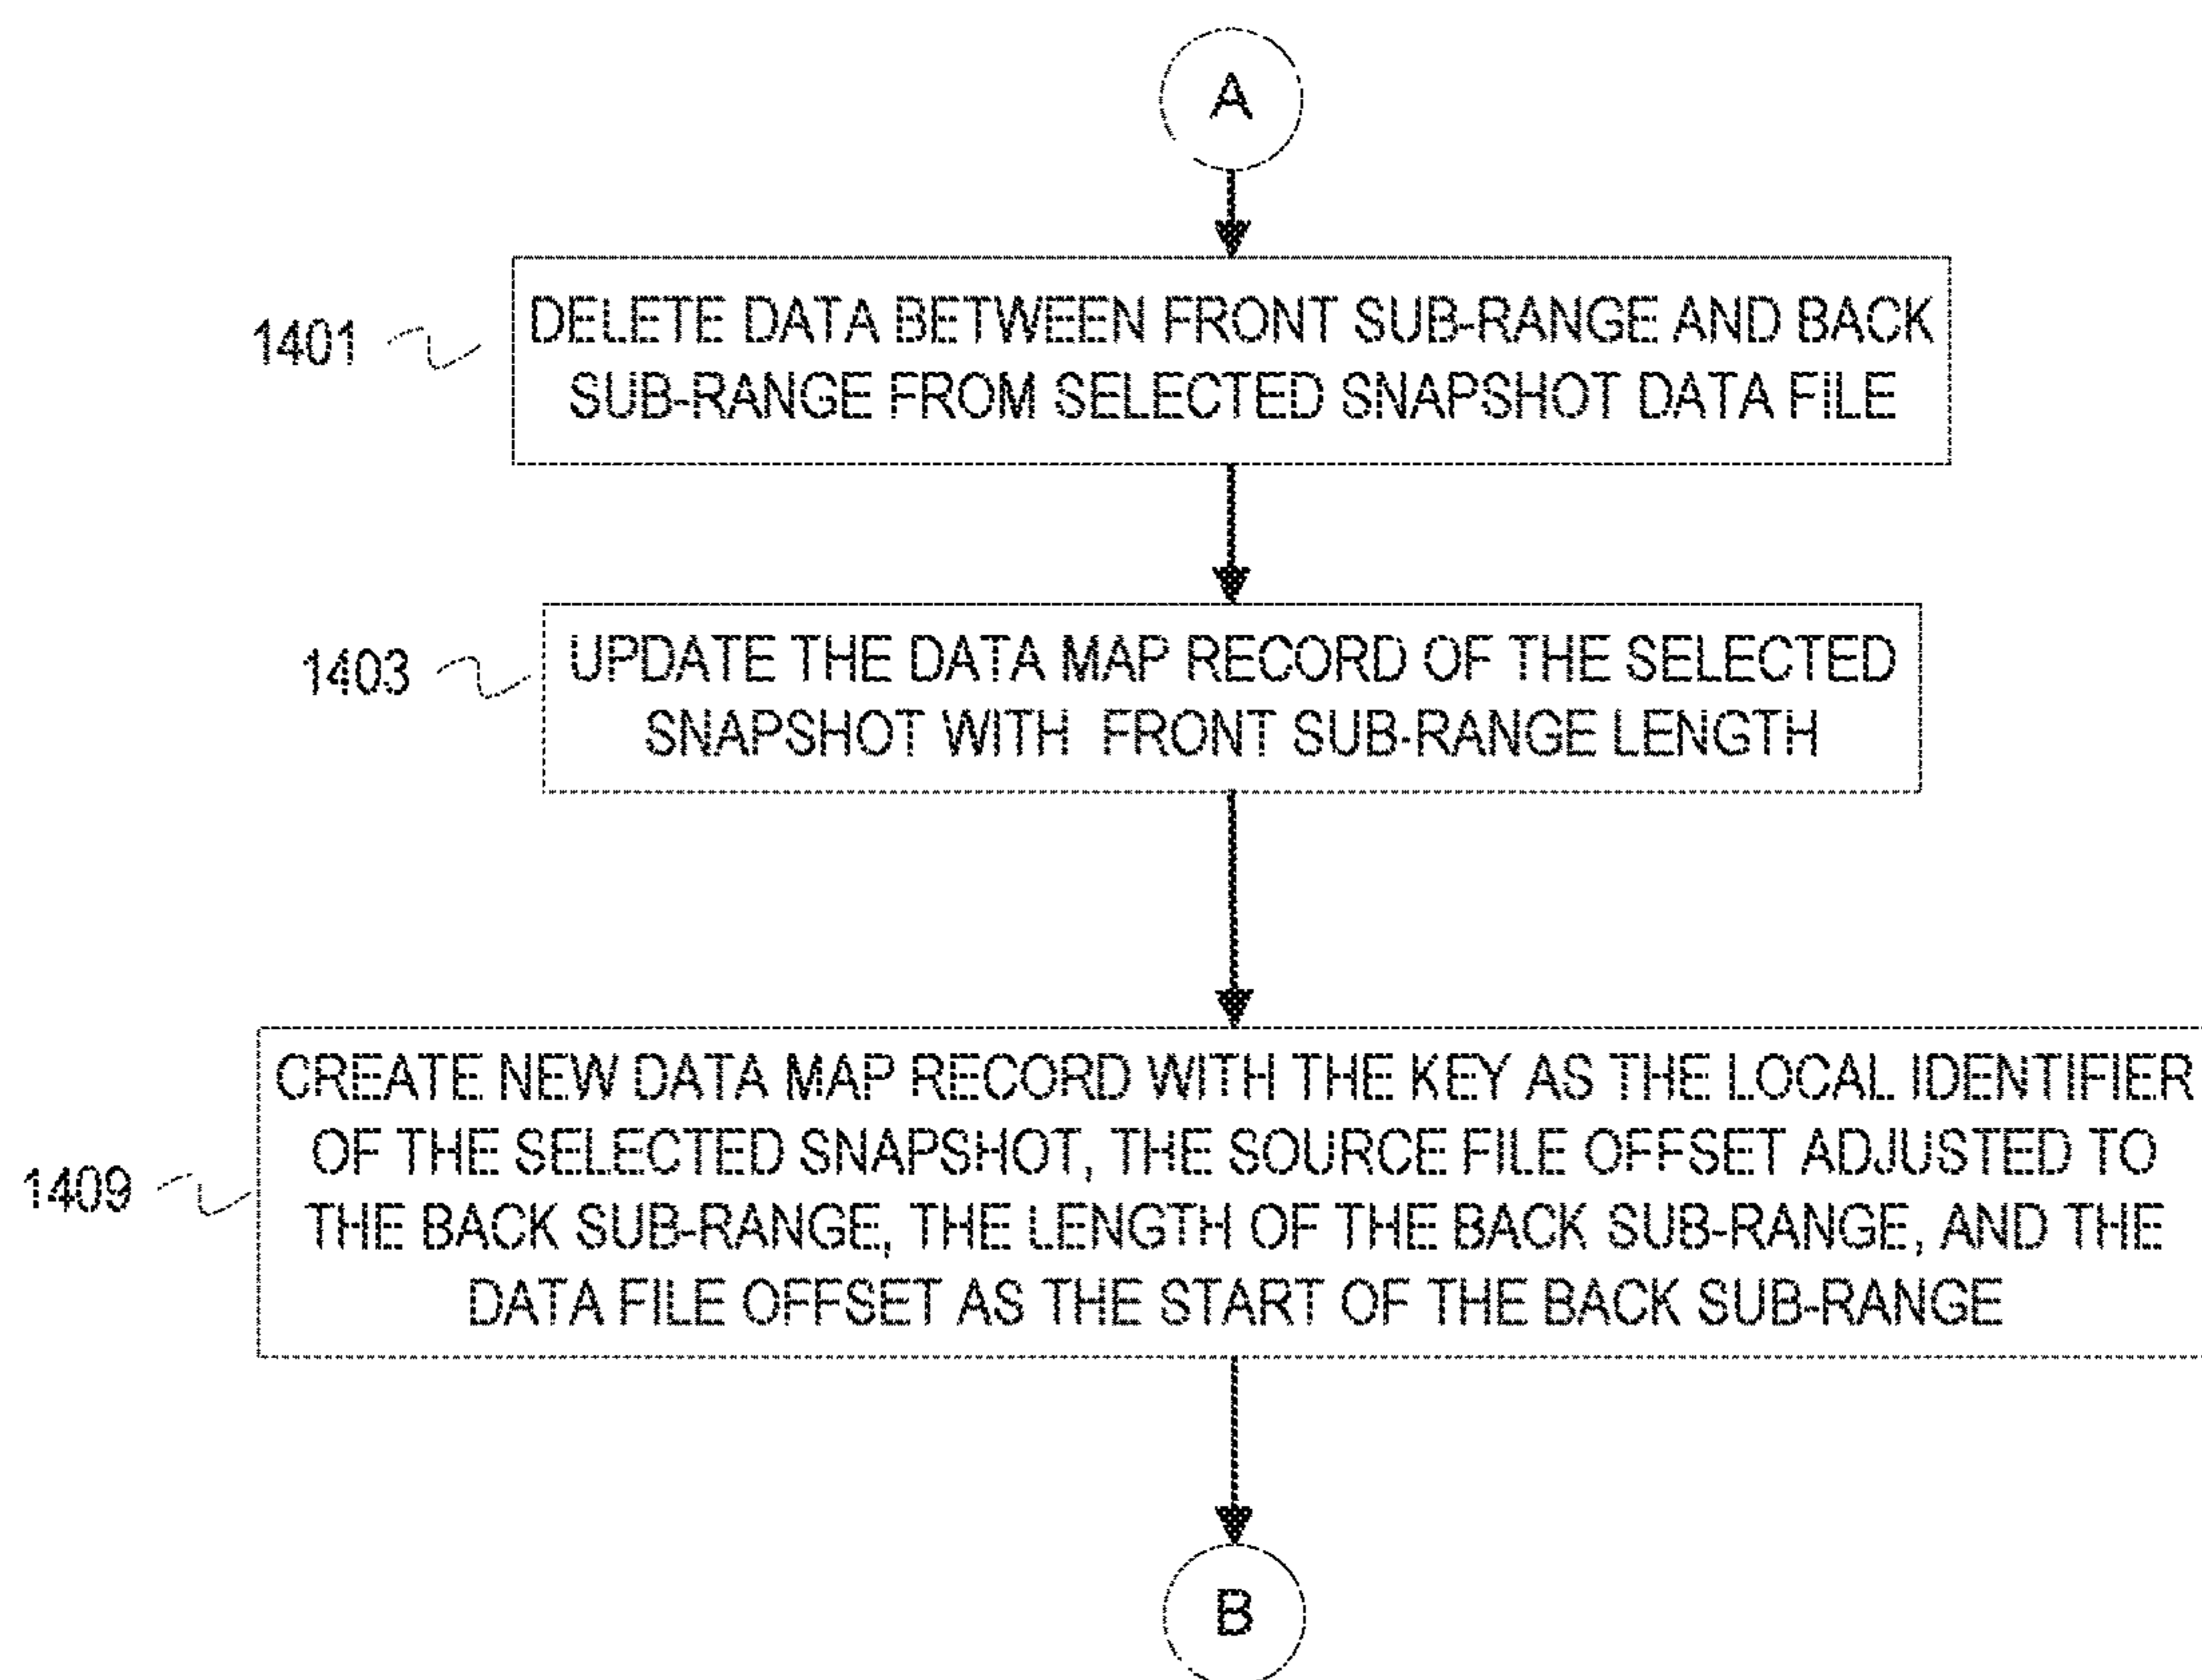 A
1401
DELETE DATA BETWEEN FRONT SUB-RANGE AND BACK
SUB-RANGE FROM SELECTED SNAPSHOT DATA FILE
1403
UPDATE THE DATA MAP RECORD OF THE SELECTED
SNAPSHOT WITH FRONT SUB-RANGE LENGTH
1409
CREATE NEW DATA MAP RECORD WITH THE KEY AS THE LOCAL IDENTIFIER
OF THE SELECTED SNAPSHOT, THE SOURCE FILE OFFSET ADJUSTED TO
THE BACK SUB-RANGE, THE LENGTH OF THE BACK SUB-RANGE, AND THE
DATA FILE OFFSET AS THE START OF THE BACK SUB-RANGE
B